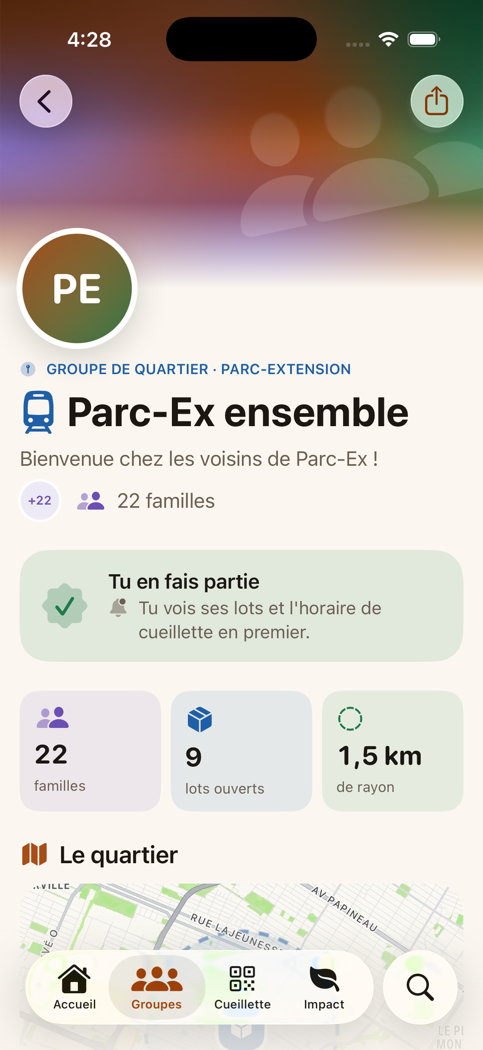 4:28
PE
GROUPE DE QUARTIER · PARC-EXTENSION
Parc-Ex ensemble
Bienvenue chez les voisins de Parc-Ex !
+22
22 familles
Tu en fais partie
Tu vois ses lots et l'horaire de
cueillette en premier.
22
familles
9
lots ouverts
1,5 km
de rayon
Le quartier
AV PAPINEAU
Accueil
Groupes
Cueillette
Impact